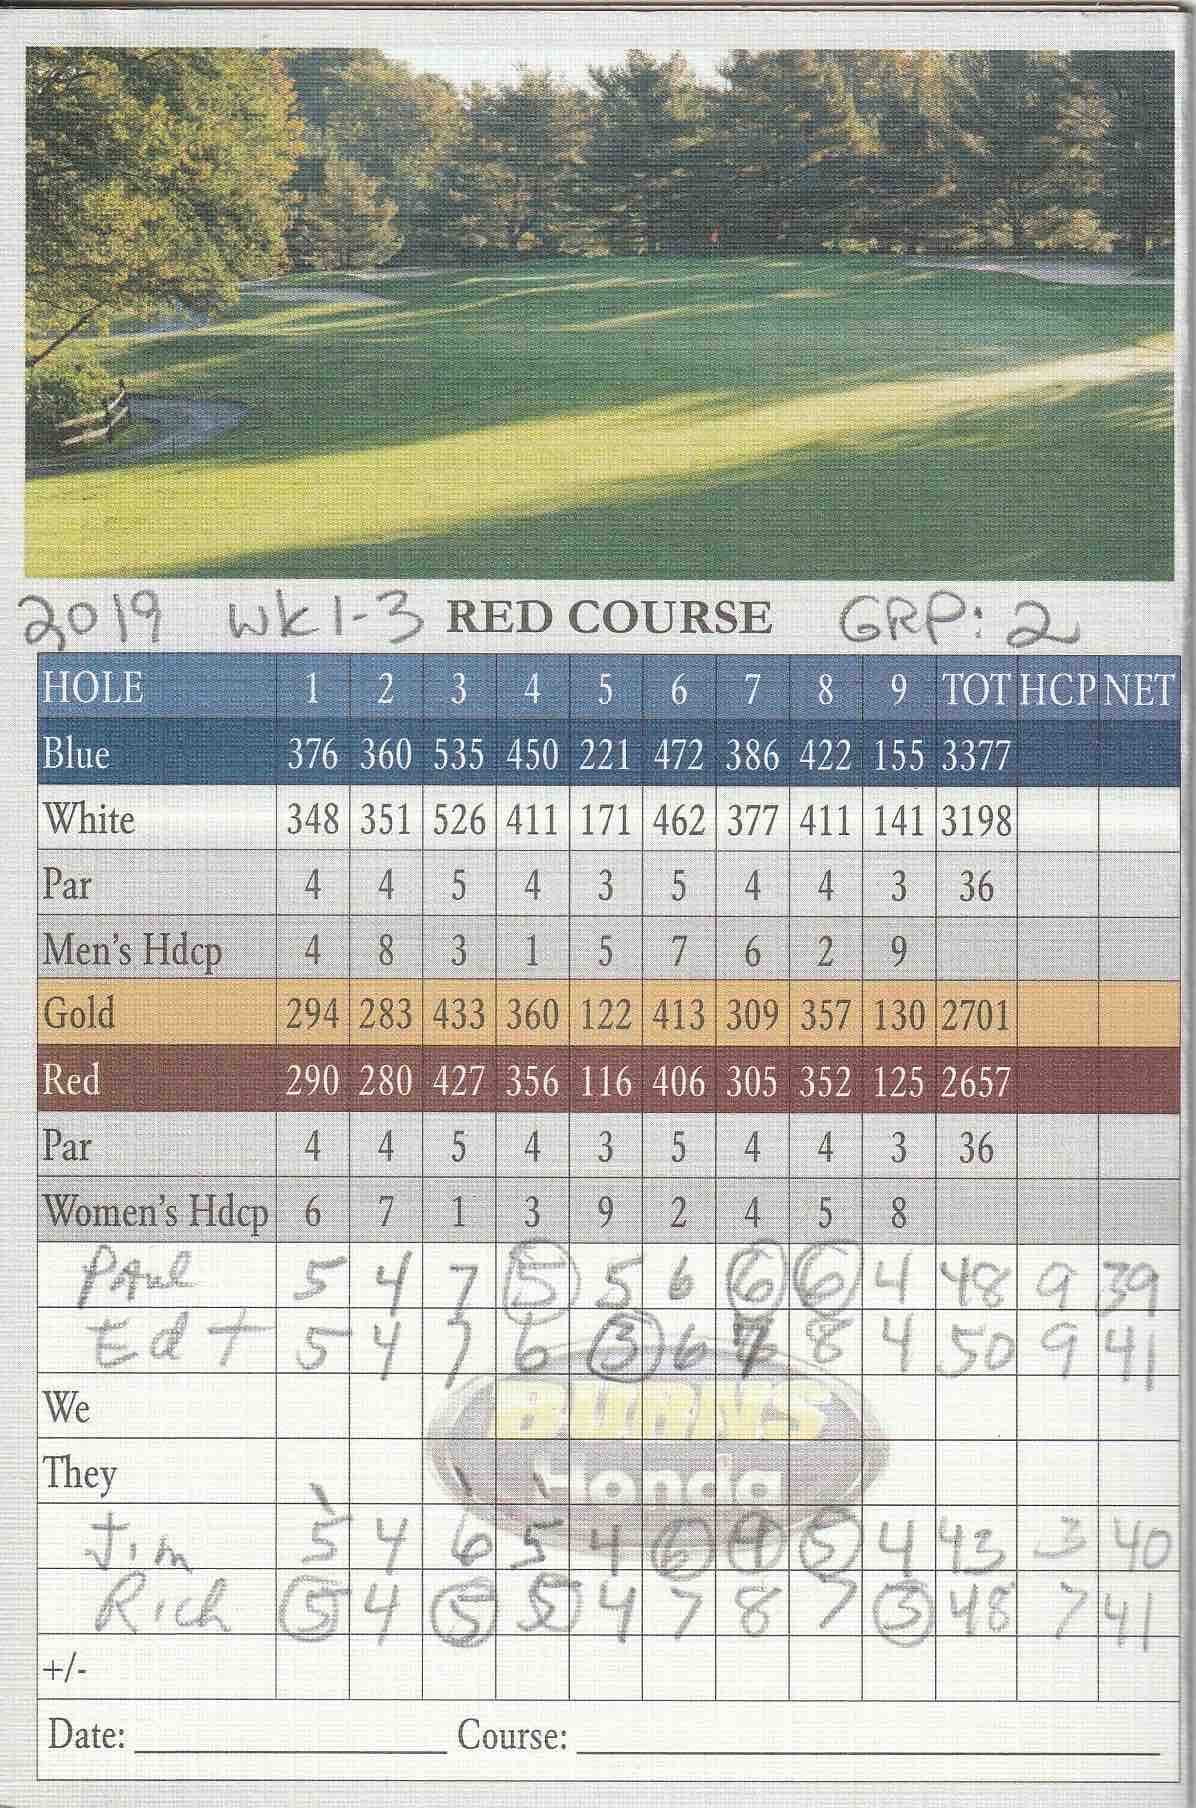 2019 WK1-3 RED COURSE GRP: 2
HOLE 1 2 3 4 5 6 7 8 9 TOT HCP NET
Blue 376 360 535 450 221 472 386 422 155 3377
White 348 351 526 411 171 462 377 411 141 3198
Par 4 4 5 4 3 5 4 4 3 36
Men's Hdcp 4 8 3 1 5 7 6 2 9
Gold 294 283 433 360 122 413 309 357 130 2701
Red 290 280 427 356 116 406 305 352 125 2657
Par 4 4 5 4 3 5 4 4 3 36
Women's Hdcp 6 7 1 3 9 2 4 5 8
PAul 5 4 7 5 5 6 6 6 4 48 9 39
Ed T 5 4 7 6 3 6 7 8 4 50 9 41
We
BURNS
They
Honda
Jim 5 4 6 5 4 6 4 5 4 43 3 40
Rich 5 4 5 5 4 7 8 7 3 48 7 41
+/-
Date: Course: